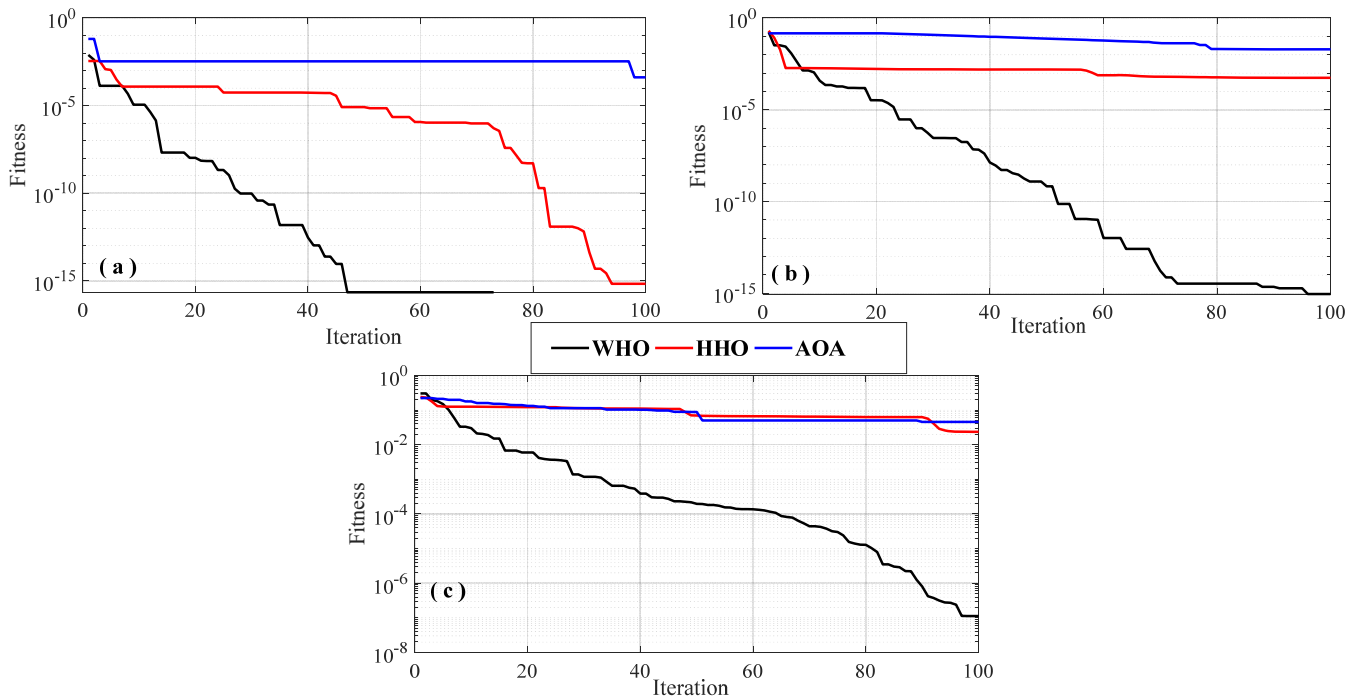 10^0
10^-5
10^-10
10^-15
Fitness
( a )
0 20 40 60 80 100
Iteration
10^0
10^-5
10^-10
10^-15
Fitness
( b )
0 20 40 60 80 100
Iteration
WHO HHO AOA
10^0
10^-2
10^-4
10^-6
10^-8
Fitness
( c )
0 20 40 60 80 100
Iteration